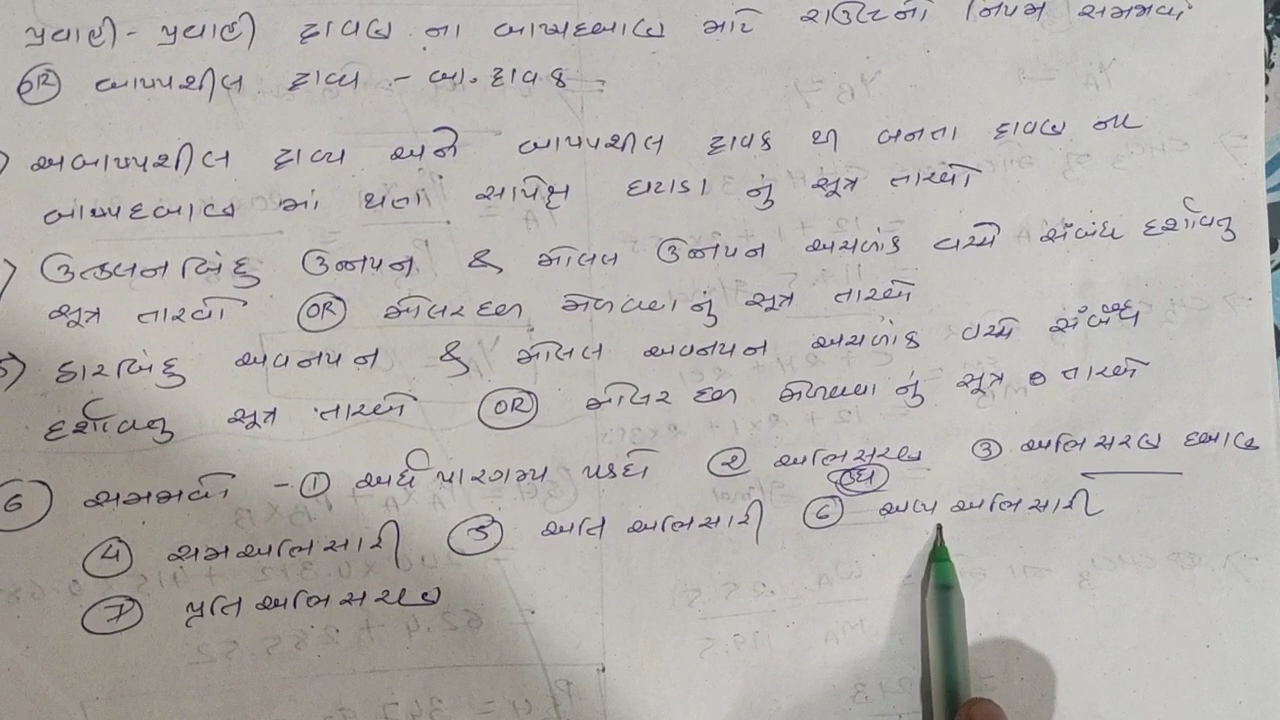 પ્રવાહી - પ્રવાહી દ્રાવણ ના બાષ્પદબાણ માટે રાઉલ્ટનો નિયમ સમજાવો
OR બાષ્પશીલ દ્રાવ્ય - બા. દ્રાવક
અબાષ્પશીલ દ્રાવ્ય અને બાષ્પશીલ દ્રાવક થી બનતા દ્રાવણ ના
બાષ્પદબાણ માં થતાં સાપેક્ષ ઘટાડા નું સૂત્ર તારવો
ઉત્કલનબિંદુ ઉન્નયન & મોલલ ઉન્નયન અચળાંક વચ્ચે સંબંધ દર્શાવતુ
સૂત્ર તારવો OR મોલરદળ મેળવવાનું સૂત્ર તારવો
5) ઠારબિંદુ અવનયન & મોલલ અવનયન અચળાંક વચ્ચે સંબંધ
દર્શાવતુ સૂત્ર તારવો OR મોલર દળ મેળવવા નું સૂત્ર તારવો
6 સમજાવો - 1 અર્ધ પારગમ્ય પડદો 2 અભિસરણ 3 અભિસરણ દબાણ
4 સમઅભિસારી 5 અતિ અભિસારી 6 અલ્પ અભિસારી
7 પ્રતિ અભિસરણ